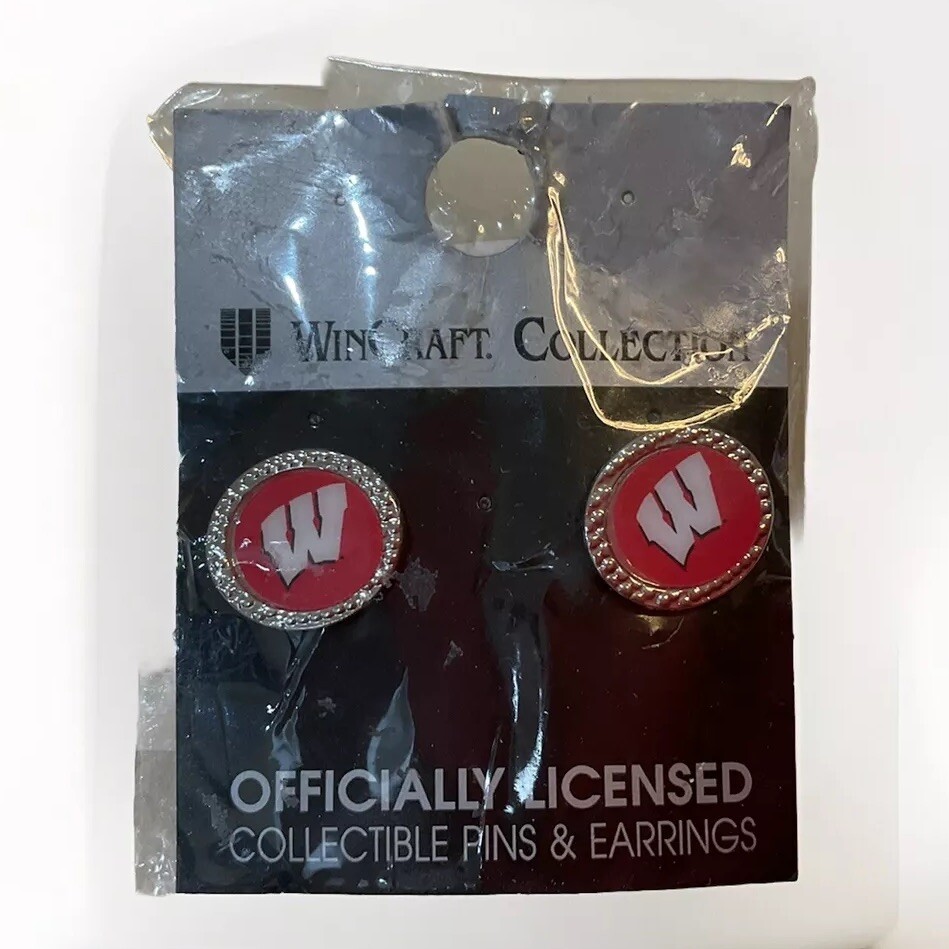 WINCRAFT. COLLECTION
W W
OFFICIALLY LICENSED
COLLECTIBLE PINS & EARRINGS